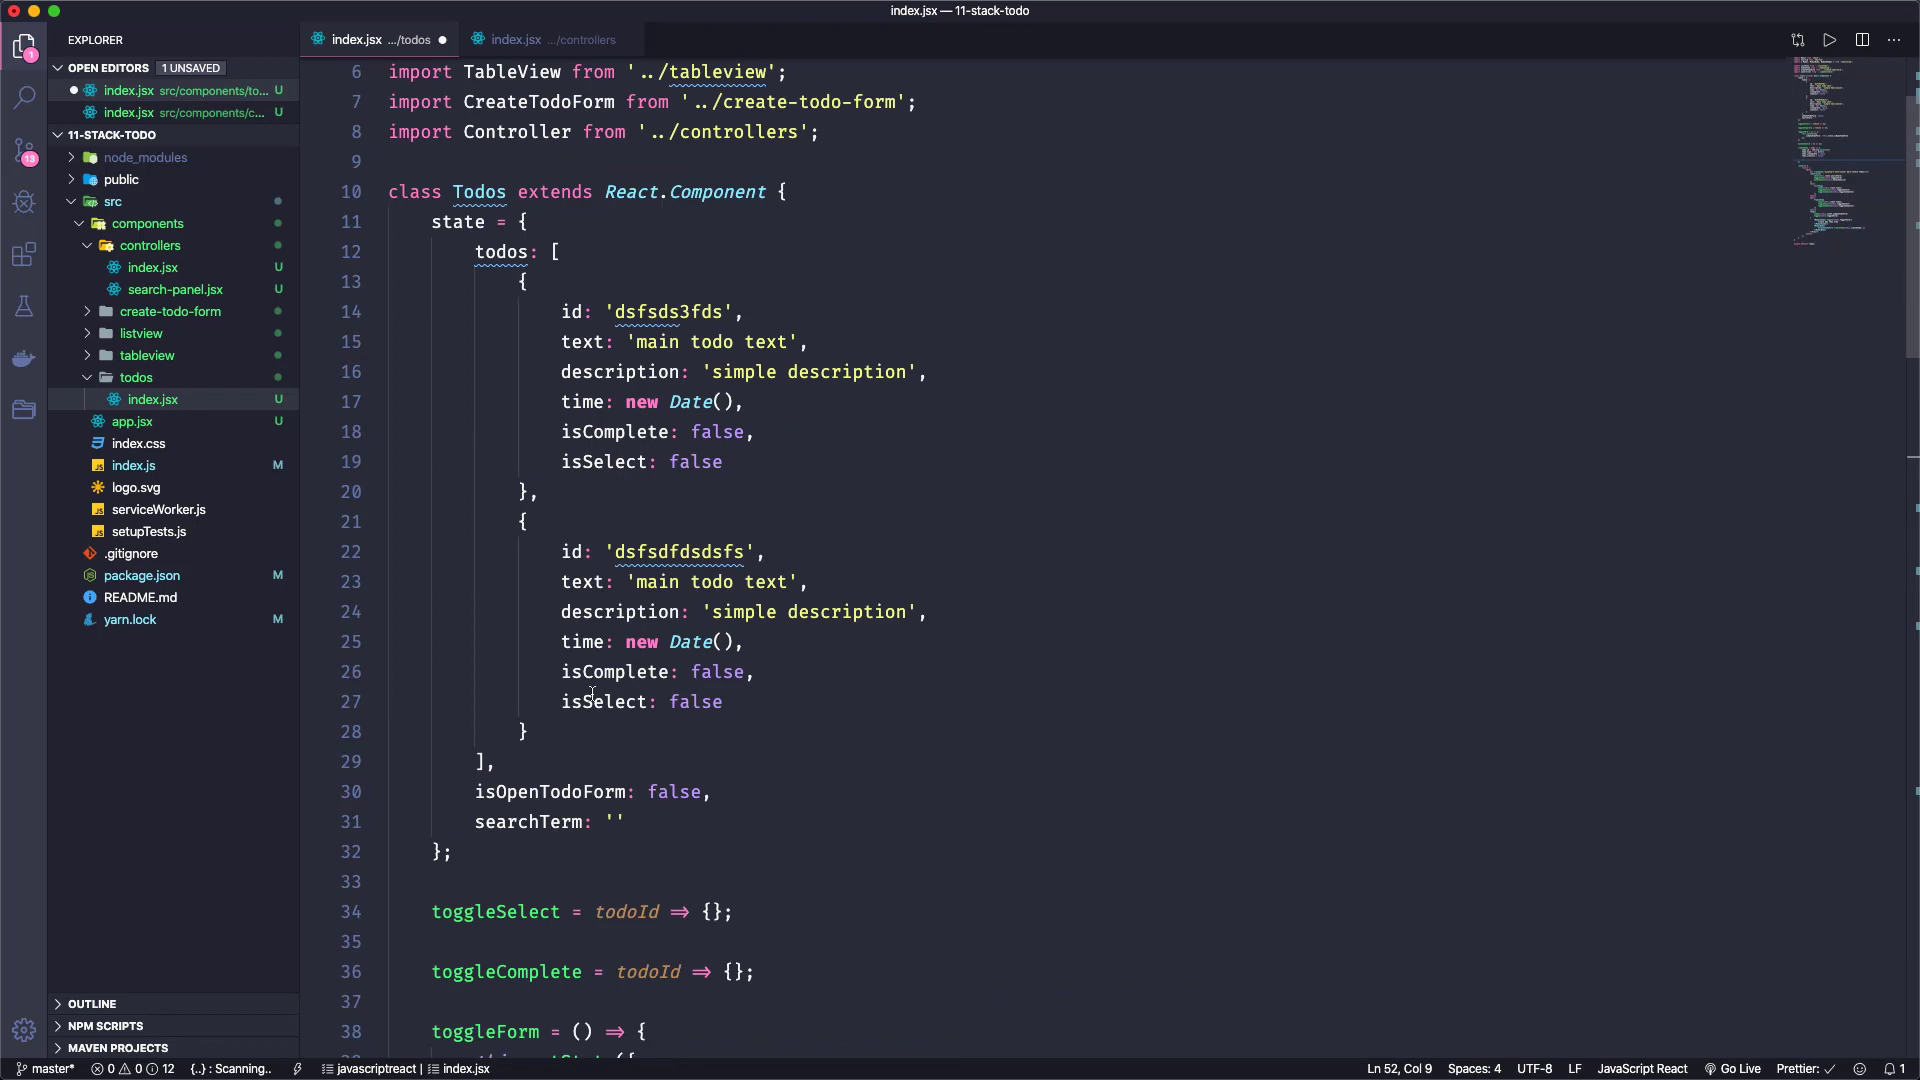 index.jsx — 11-stack-todo
EXPLORER
OPEN EDITORS 1 UNSAVED
index.jsx src/components/to... U
index.jsx src/components/c... U
11-STACK-TODO
node_modules
public
src
components
controllers
index.jsx U
search-panel.jsx U
create-todo-form
listview
tableview
todos
index.jsx U
app.jsx U
index.css
index.js M
logo.svg
serviceWorker.js
setupTests.js
.gitignore
package.json M
README.md
yarn.lock M
OUTLINE
NPM SCRIPTS
MAVEN PROJECTS
1
13
index.jsx .../todos
index.jsx .../controllers
6 import TableView from '../tableview';
7 import CreateTodoForm from '../create-todo-form';
8 import Controller from '../controllers';
9
10 class Todos extends React.Component {
11 state = {
12 todos: [
13 {
14 id: 'dsfsds3fds',
15 text: 'main todo text',
16 description: 'simple description',
17 time: new Date(),
18 isComplete: false,
19 isSelect: false
20 },
21 {
22 id: 'dsfsdfdsdsfs',
23 text: 'main todo text',
24 description: 'simple description',
25 time: new Date(),
26 isComplete: false,
27 isSelect: false
28 }
29 ],
30 isOpenTodoForm: false,
31 searchTerm: ''
32 };
33
34 toggleSelect = todoId => {};
35
36 toggleComplete = todoId => {};
37
38 toggleForm = () => {
master* 0 0 12 {..} : Scanning.. javascriptreact | index.jsx Ln 52, Col 9 Spaces: 4 UTF-8 LF JavaScript React Go Live Prettier: ✓ 1